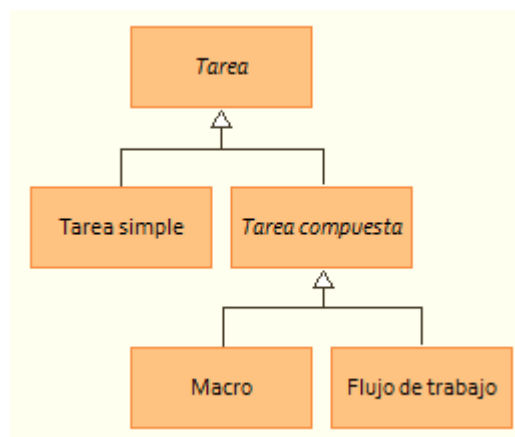 Tarea
Tarea simple
Tarea compuesta
Macro
Flujo de trabajo